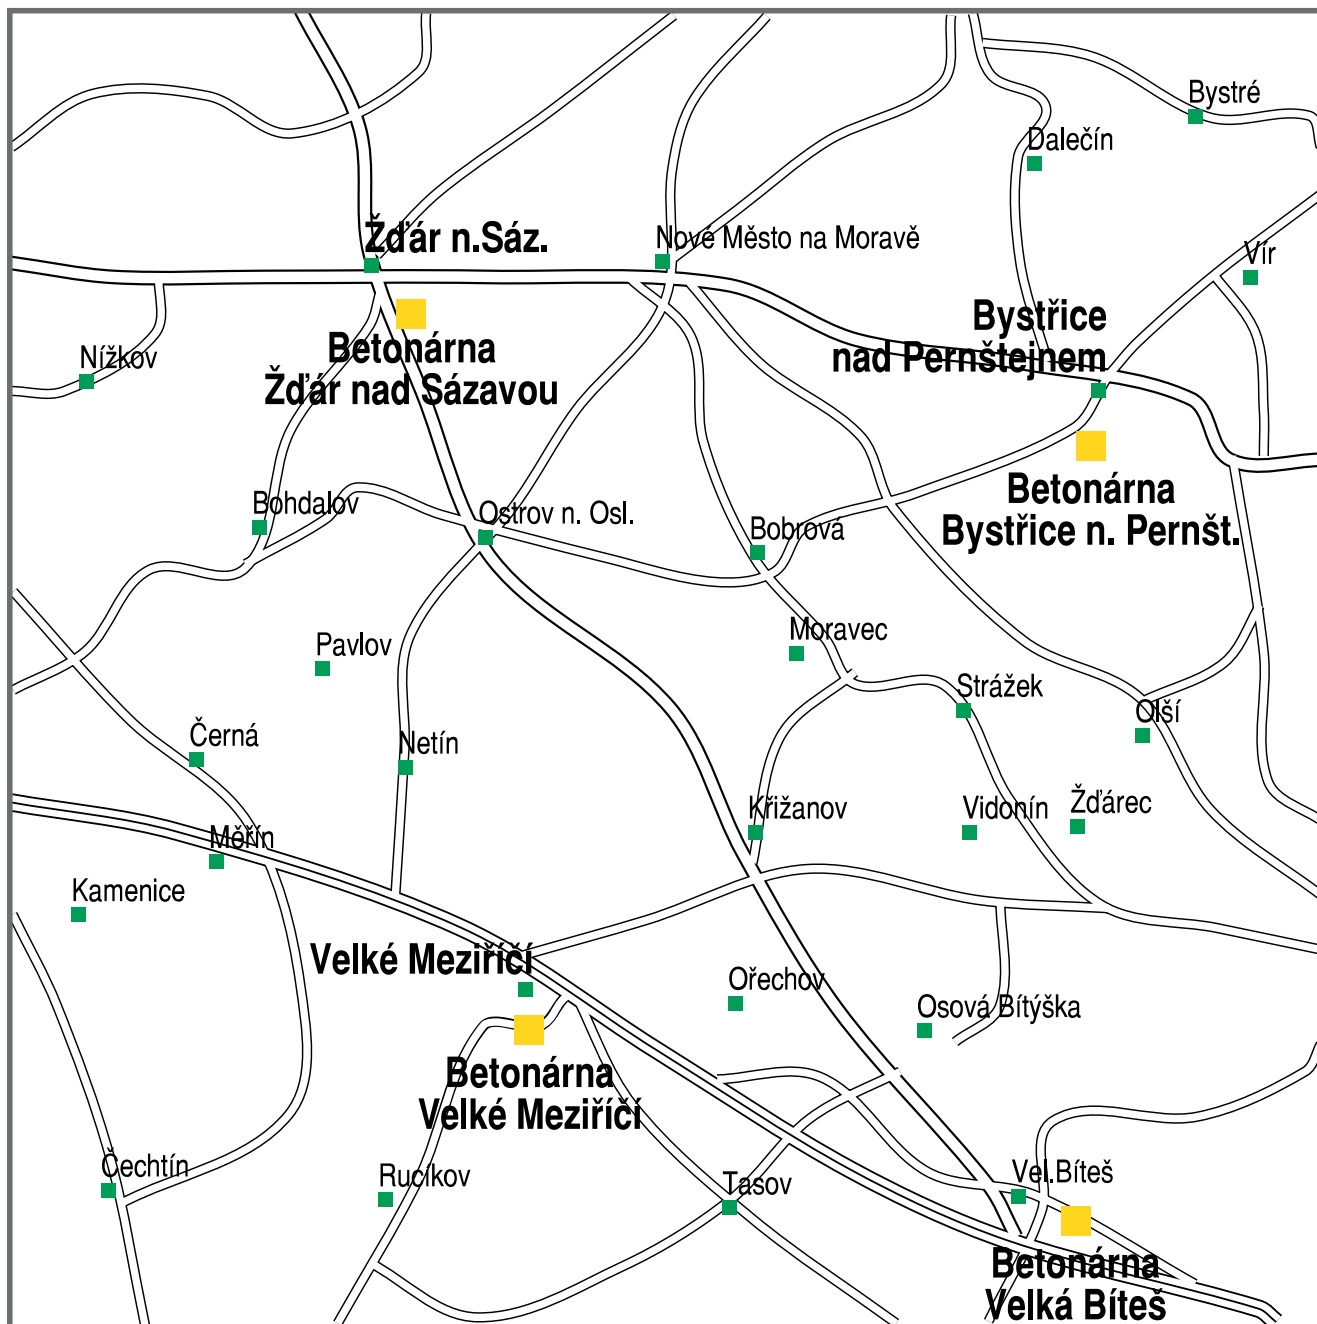 Bystré
Dalečín
Žďár n.Sáz.
Nové Město na Moravě
Vír
Bystřice
nad Pernštejnem
Nížkov
Betonárna
Žďár nad Sázavou
Betonárna
Bystřice n. Pernšt.
Bohdalov
Ostrov n. Osl.
Bobrová
Pavlov
Moravec
Strážek
Olší
Černá
Netín
Křižanov
Vidonín
Žďárec
Měřín
Kamenice
Velké Meziříčí
Ořechov
Osová Bítýška
Betonárna
Velké Meziříčí
Čechtín
Rucíkov
Tasov
Vel.Bíteš
Betonárna
Velká Bíteš